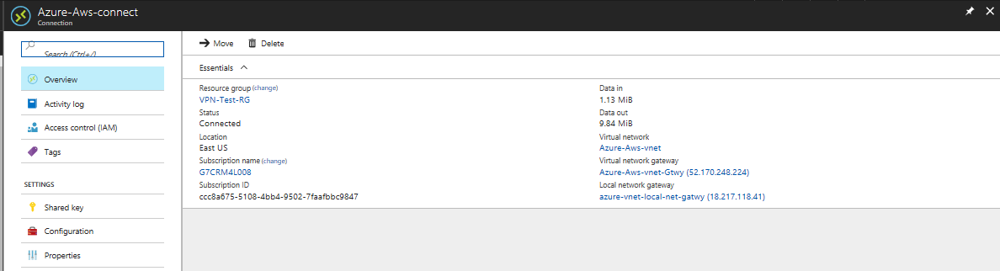 Azure-Aws-connect
Connection
Search (Ctrl+/)
Overview
Activity log
Access control (IAM)
Tags
SETTINGS
Shared key
Configuration
Properties
Move
Delete
Essentials
Resource group (change)
VPN-Test-RG
Status
Connected
Location
East US
Subscription name (change)
G7CRM4L008
Subscription ID
ccc8a675-5108-4bb4-9502-7faafbbc9847
Data in
1.13 MiB
Data out
9.84 MiB
Virtual network
Azure-Aws-vnet
Virtual network gateway
Azure-Aws-vnet-Gtwy (52.170.248.224)
Local network gateway
azure-vnet-local-net-gatwy (18.217.118.41)